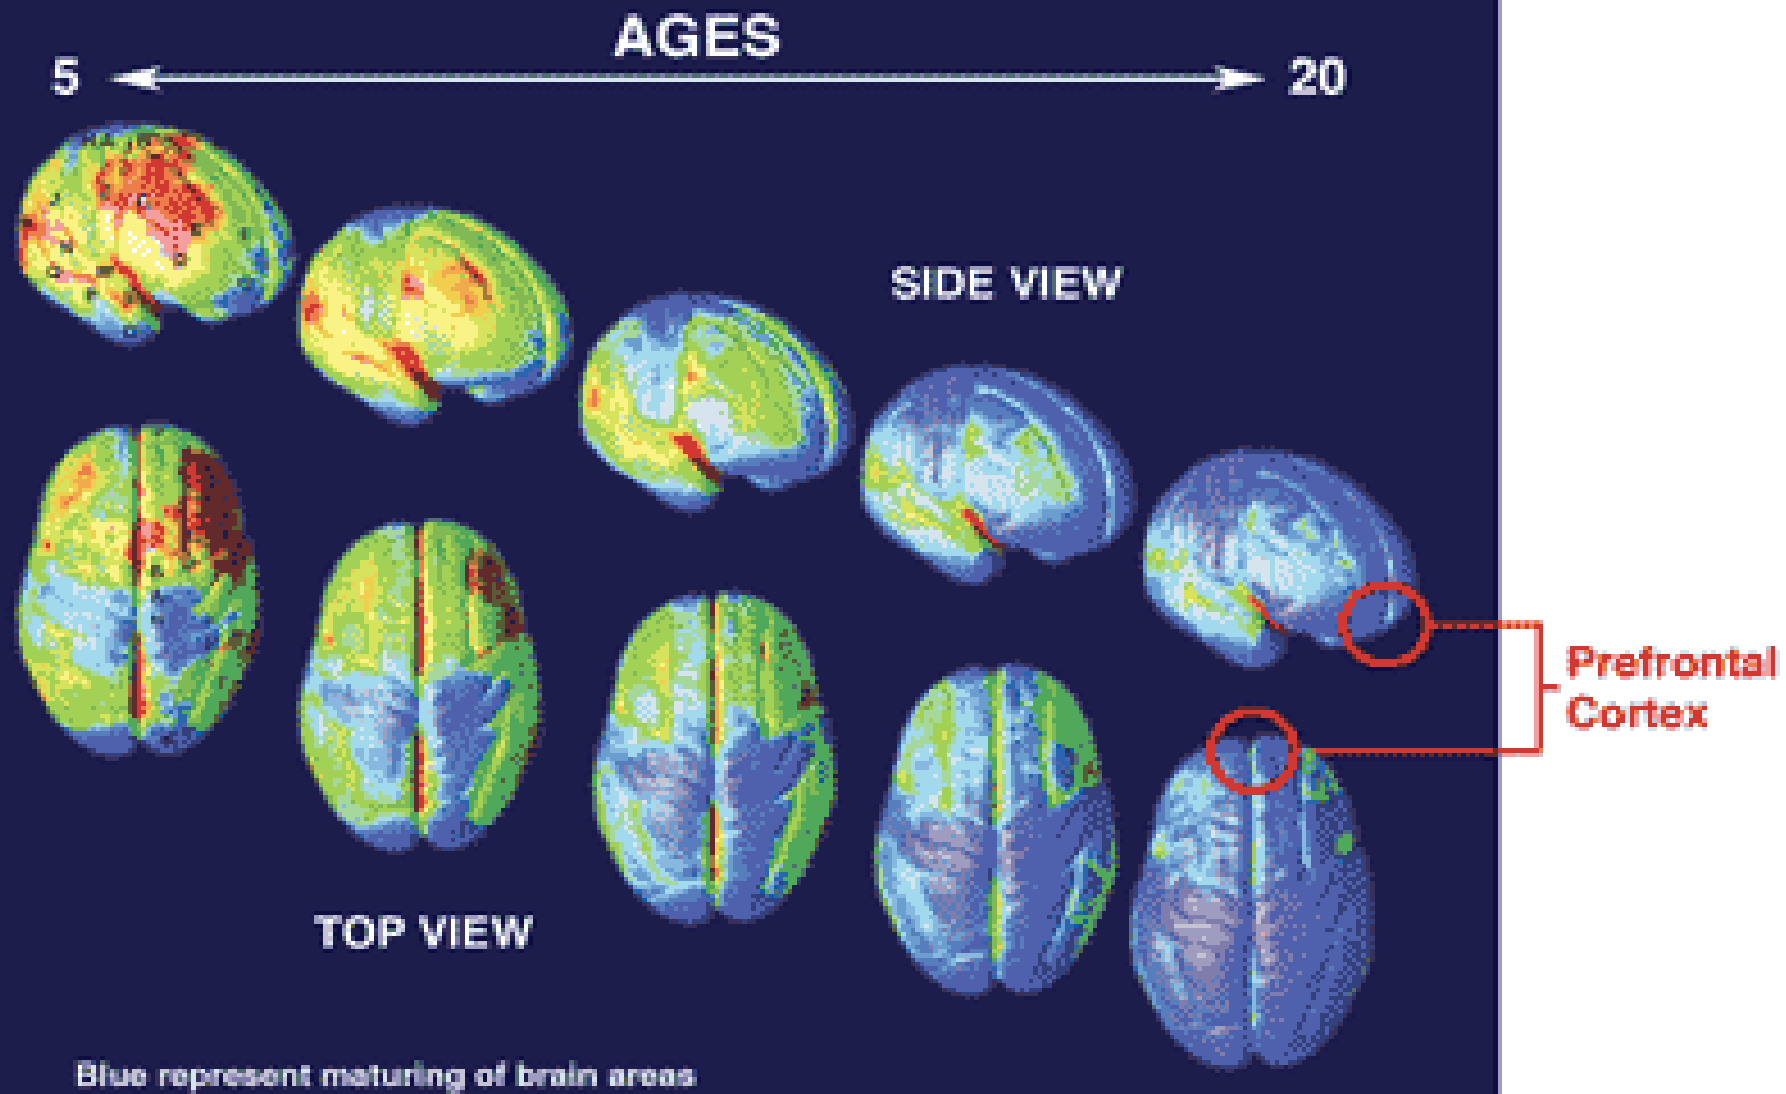 AGES
5
20
SIDE VIEW
Prefrontal
Cortex
TOP VIEW
Blue represent maturing of brain areas